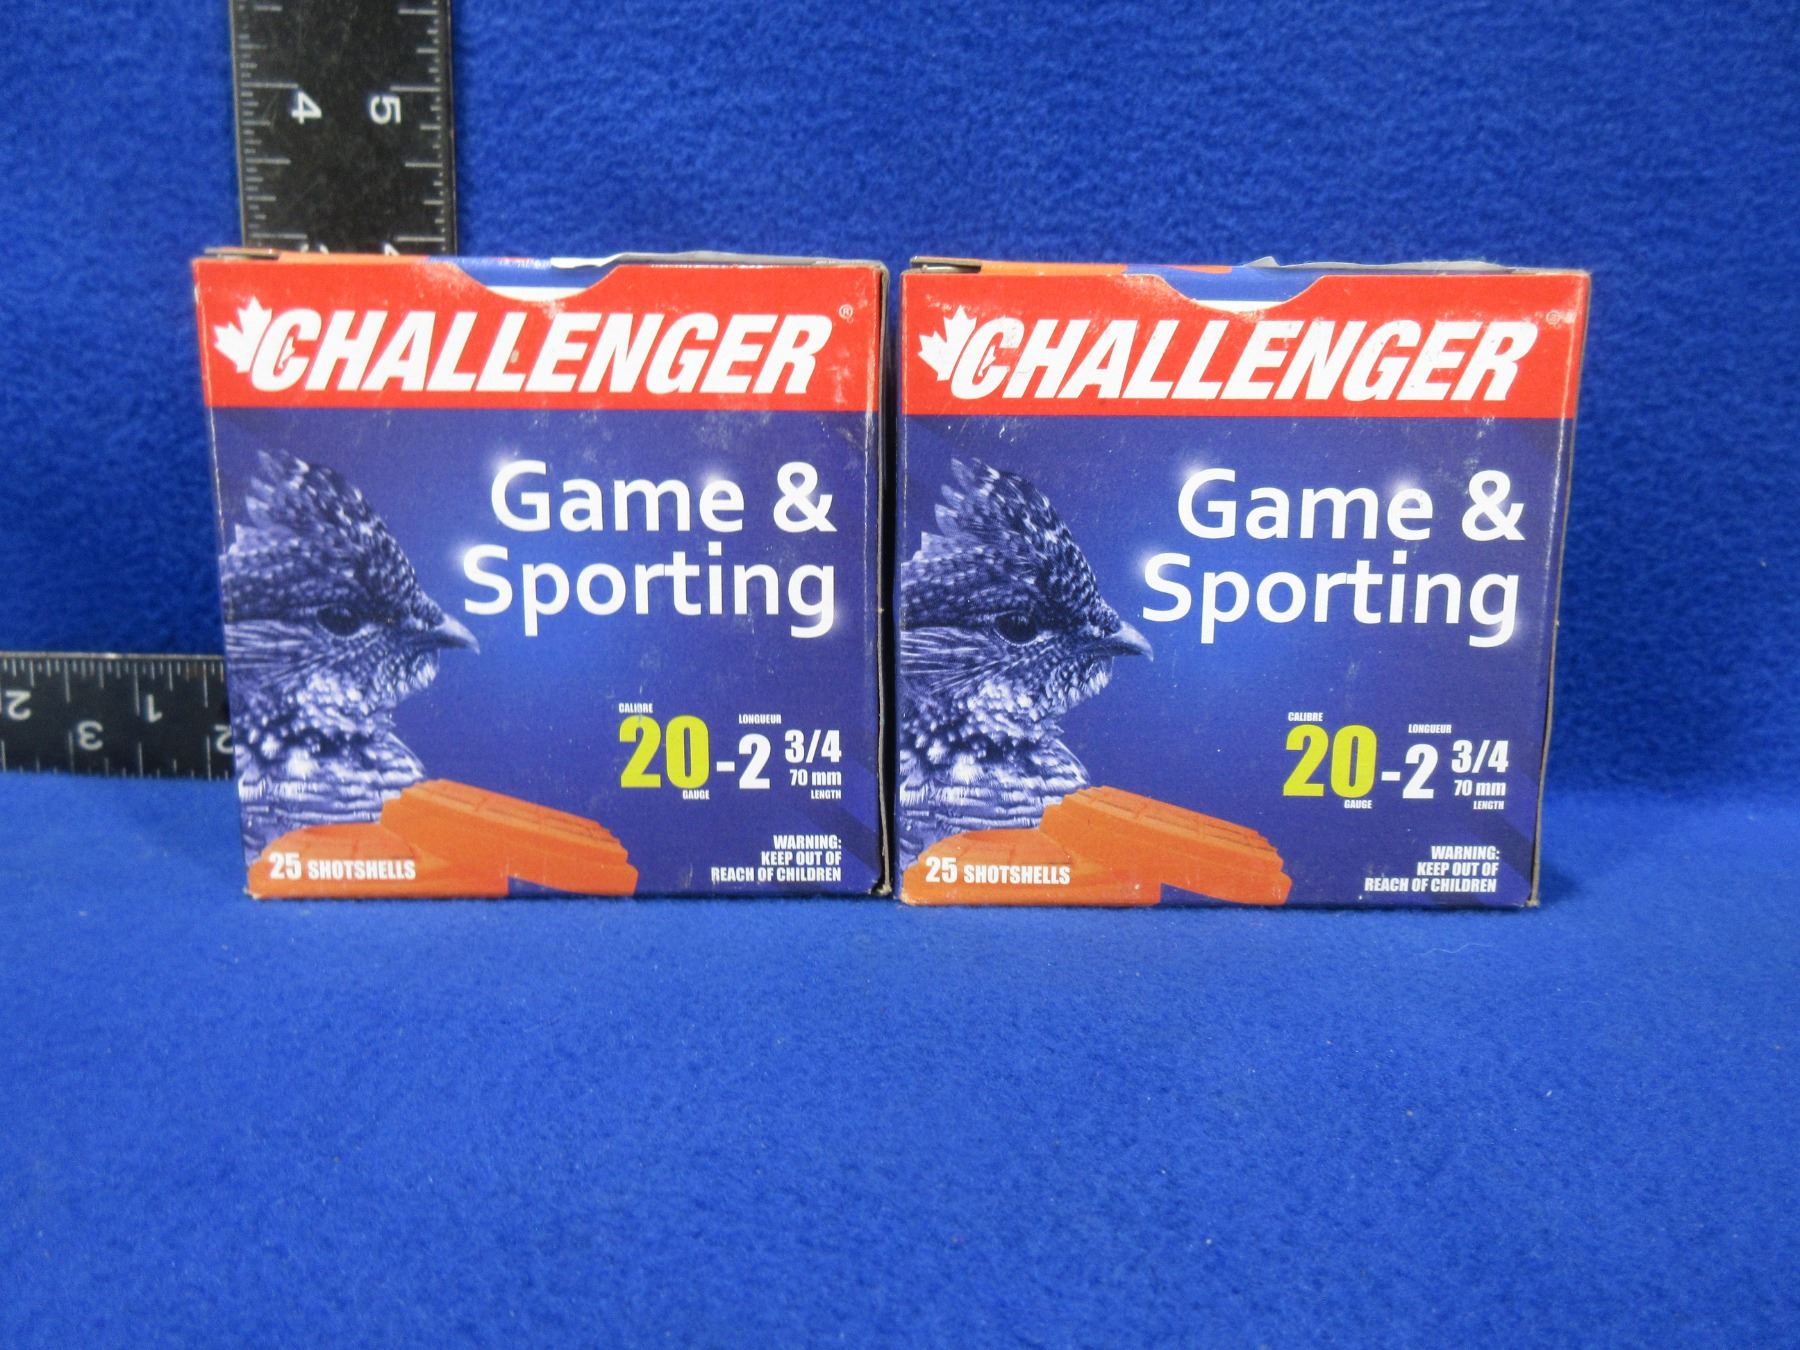 4 5
2 1
3 2
CHALLENGER®
Game &
Sporting
CALIBRE LONGUEUR
20-2 3/4
70 mm
GAUGE LENGTH
WARNING:
KEEP OUT OF
REACH OF CHILDREN
25 SHOTSHELLS
CHALLENGER®
Game &
Sporting
CALIBRE LONGUEUR
20-2 3/4
70 mm
GAUGE LENGTH
WARNING:
KEEP OUT OF
REACH OF CHILDREN
25 SHOTSHELLS